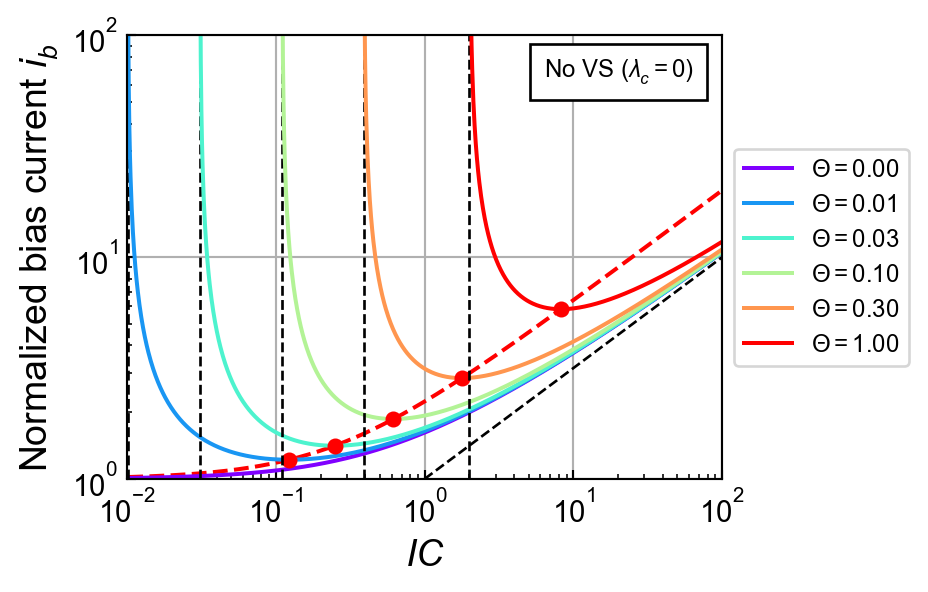 Normalized bias current i_b
10^2
10^1
10^0
No VS (λ_c = 0)
Θ = 0.00
Θ = 0.01
Θ = 0.03
Θ = 0.10
Θ = 0.30
Θ = 1.00
10^−2
10^−1
10^0
10^1
10^2
IC